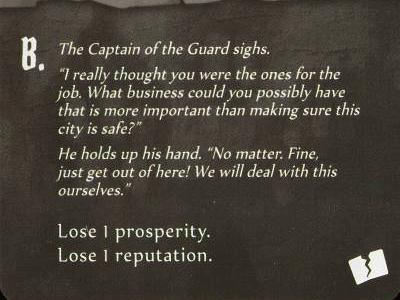 B. The Captain of the Guard sighs.
"I really thought you were the ones for the
job. What business could you possibly have
that is more important than making sure this
city is safe?"
He holds up his hand. "No matter. Fine,
just get out of here! We will deal with this
ourselves."
Lose 1 prosperity.
Lose 1 reputation.